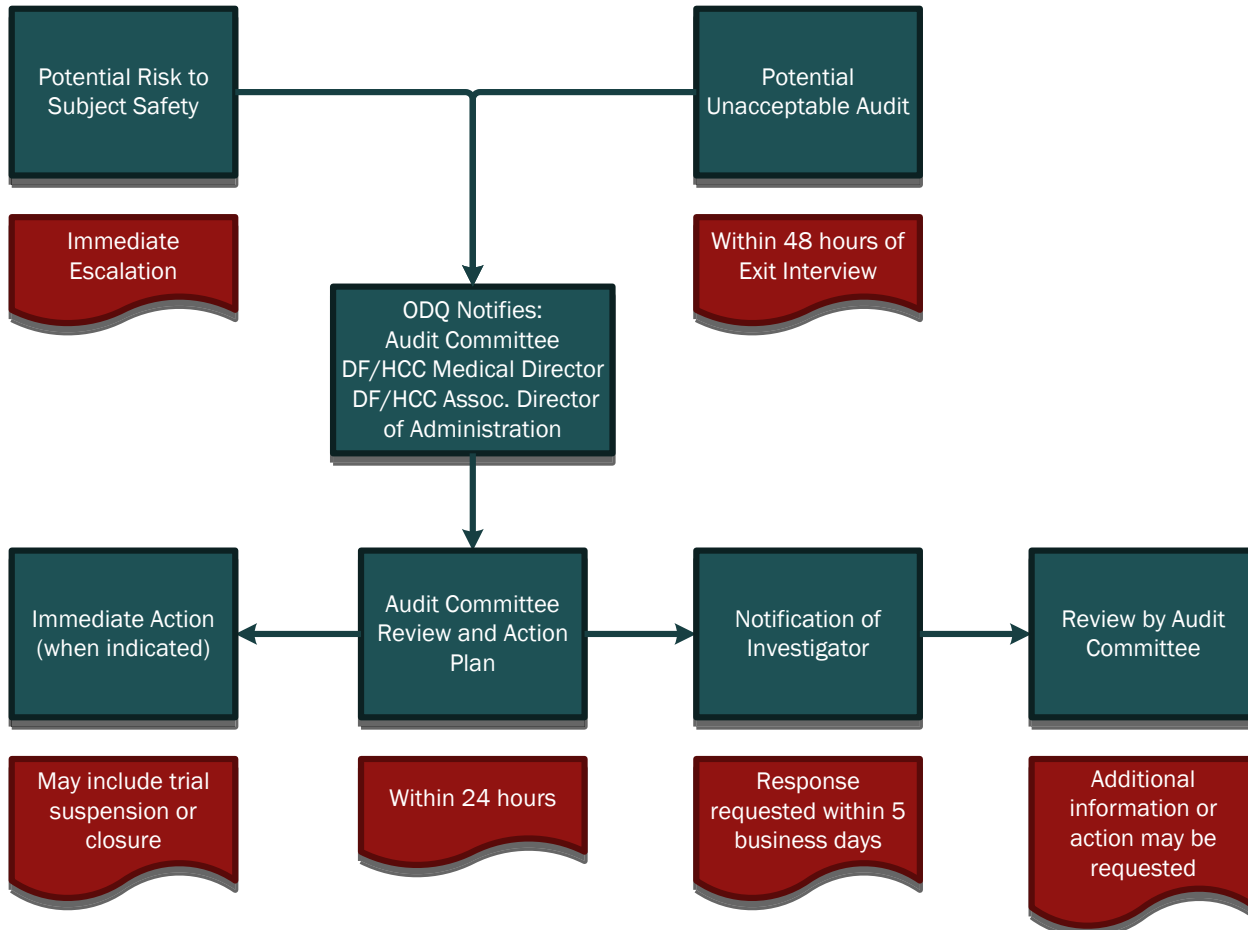 Potential Risk to
Subject Safety
Potential
Unacceptable Audit
Immediate
Escalation
Within 48 hours of
Exit Interview
ODQ Notifies:
Audit Committee
DF/HCC Medical Director
DF/HCC Assoc. Director
of Administration
Immediate Action
(when indicated)
Audit Committee
Review and Action
Plan
Notification of
Investigator
Review by Audit
Committee
May include trial
suspension or
closure
Within 24 hours
Response
requested within 5
business days
Additional
information or
action may be
requested